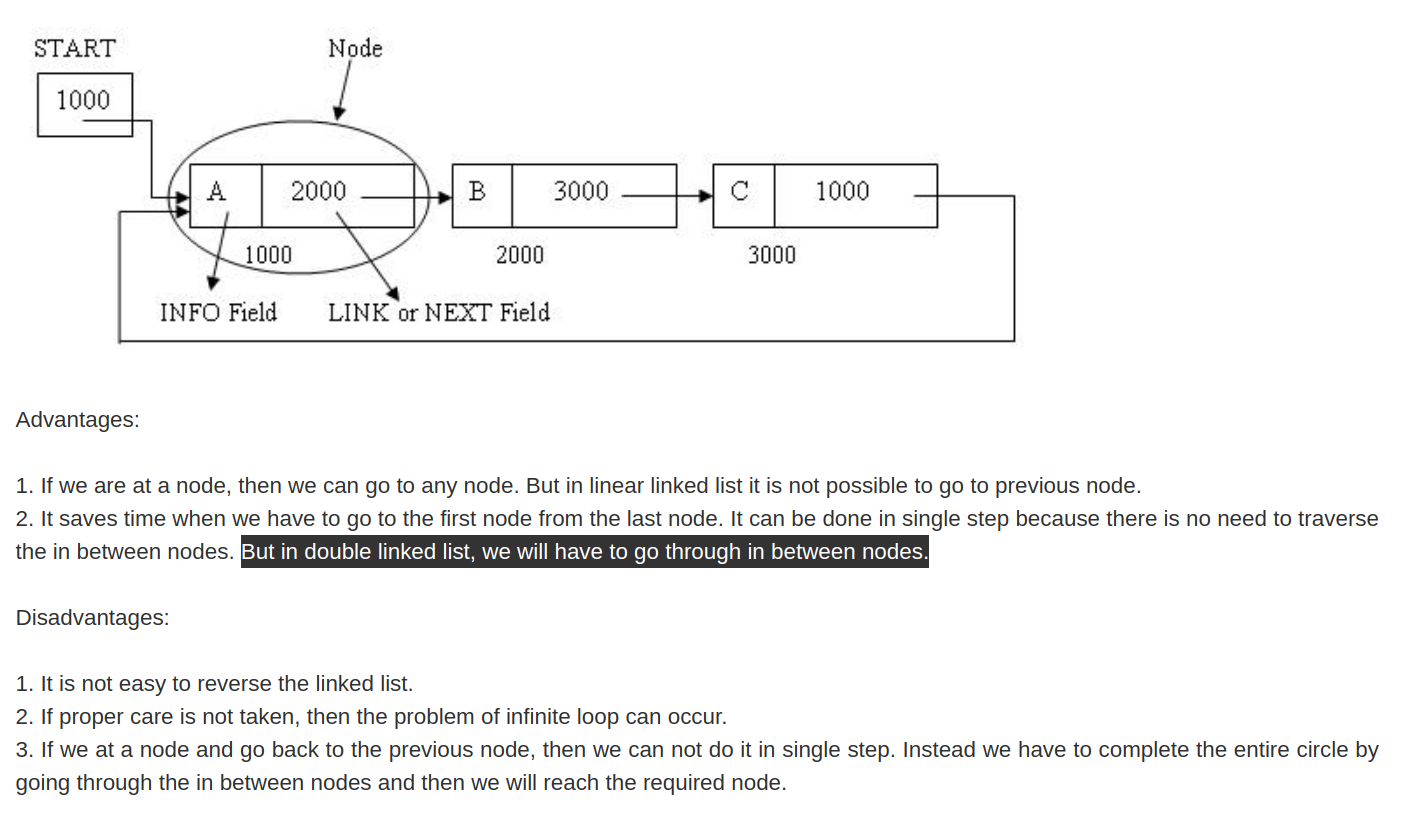 START Node
1000
A 2000 B 3000 C 1000
1000 2000 3000
INFO Field LINK or NEXT Field
Advantages:
1. If we are at a node, then we can go to any node. But in linear linked list it is not possible to go to previous node.
2. It saves time when we have to go to the first node from the last node. It can be done in single step because there is no need to traverse
the in between nodes. But in double linked list, we will have to go through in between nodes.
Disadvantages:
1. It is not easy to reverse the linked list.
2. If proper care is not taken, then the problem of infinite loop can occur.
3. If we at a node and go back to the previous node, then we can not do it in single step. Instead we have to complete the entire circle by
going through the in between nodes and then we will reach the required node.